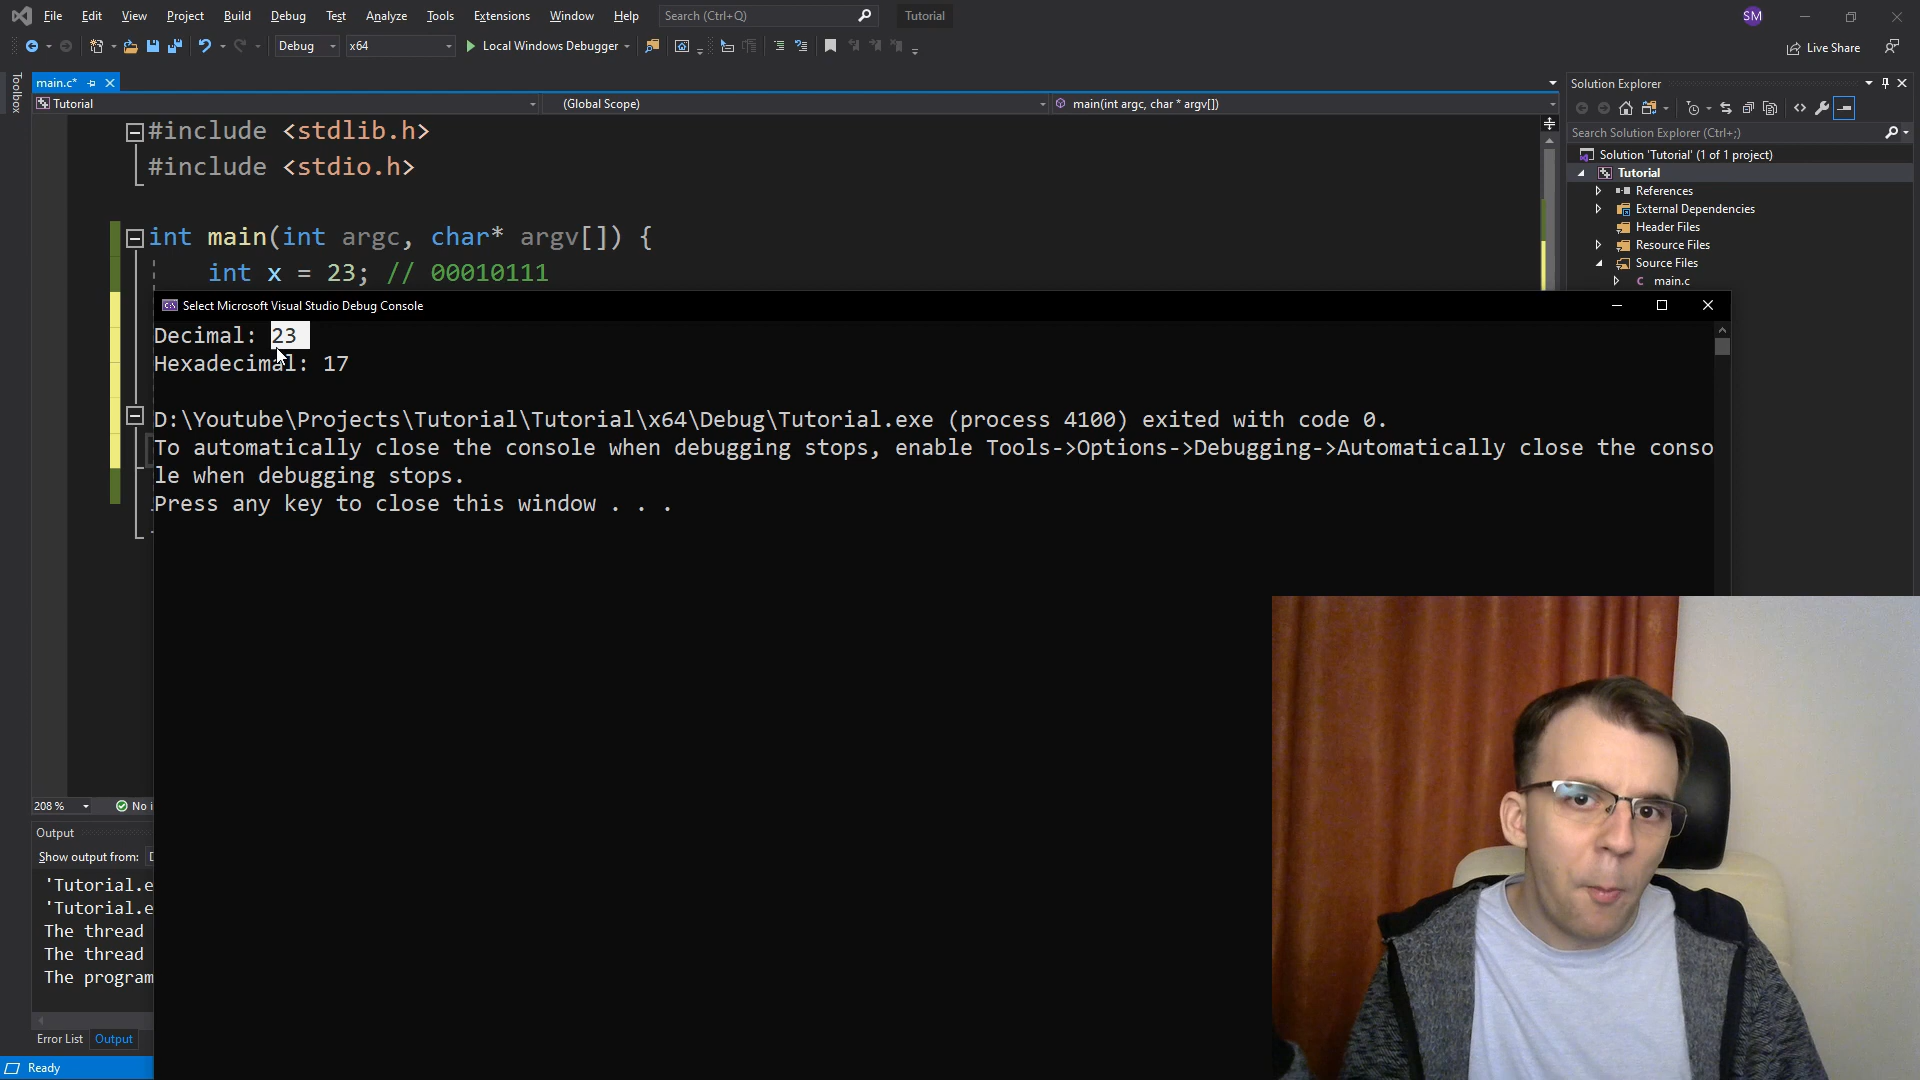 File Edit View Project Build Debug Test Analyze Tools Extensions Window Help Search (Ctrl+Q) Tutorial SM
Debug x64 Local Windows Debugger Live Share
Toolbox
main.c*
Tutorial (Global Scope) main(int argc, char * argv[])
#include <stdlib.h>
#include <stdio.h>
int main(int argc, char* argv[]) {
int x = 23; // 00010111
Select Microsoft Visual Studio Debug Console
Decimal: 23
Hexadecimal: 17
D:\Youtube\Projects\Tutorial\Tutorial\x64\Debug\Tutorial.exe (process 4100) exited with code 0.
To automatically close the console when debugging stops, enable Tools->Options->Debugging->Automatically close the conso
le when debugging stops.
Press any key to close this window . . .
Solution Explorer
Search Solution Explorer (Ctrl+;)
Solution 'Tutorial' (1 of 1 project)
Tutorial
References
External Dependencies
Header Files
Resource Files
Source Files
main.c
208 % No i
Output
Show output from:
'Tutorial.e
'Tutorial.e
The thread
The thread
The program
Error List Output
Ready